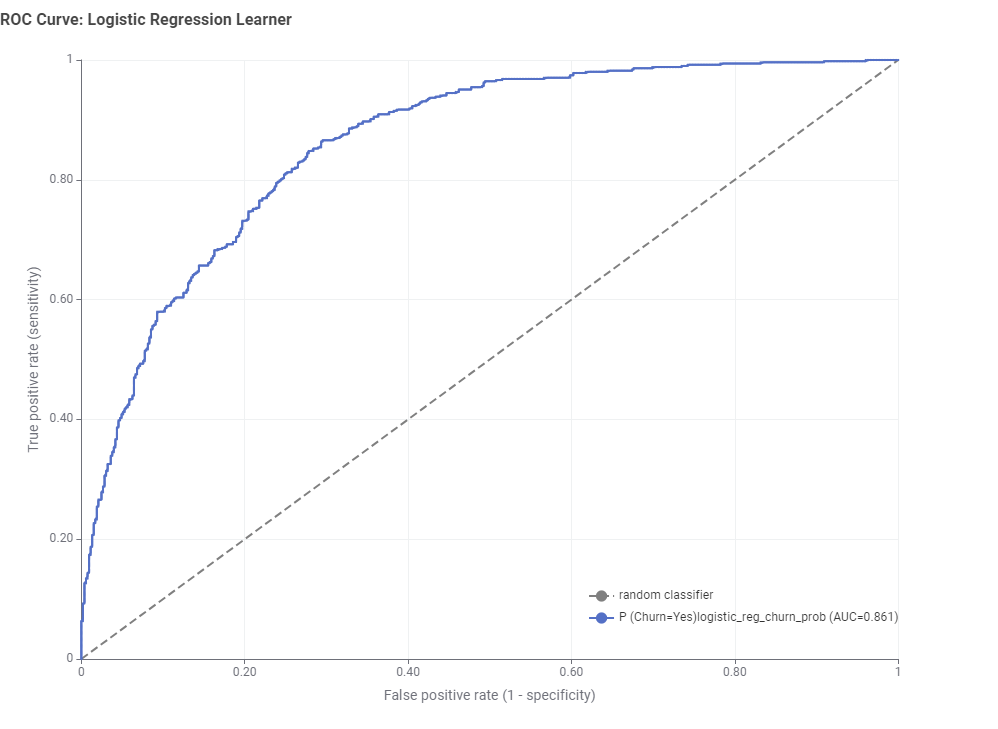 ROC Curve: Logistic Regression Learner
1
0.80
0.60
0.40
0.20
0
True positive rate (sensitivity)
random classifier
P (Churn=Yes)logistic_reg_churn_prob (AUC=0.861)
0 0.20 0.40 0.60 0.80 1
False positive rate (1 - specificity)